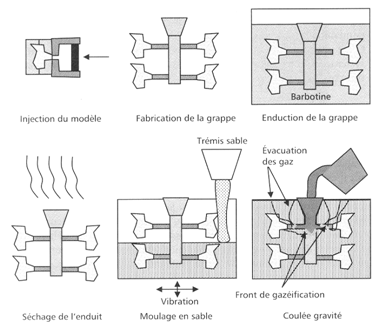 Barbotine
Injection du modèle
Fabrication de la grappe
Enduction de la grappe
Trémis sable
Évacuation
des gaz
Vibration
Front de gazéification
Séchage de l'enduit
Moulage en sable
Coulée gravité